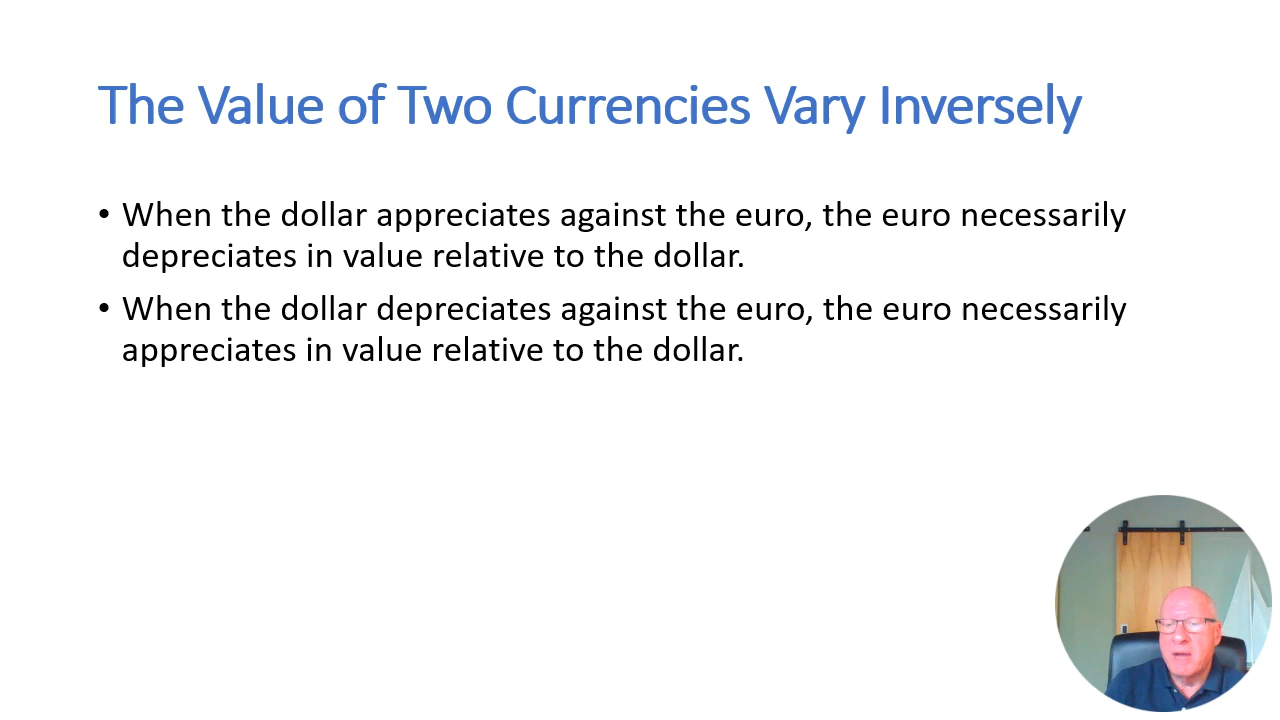 The Value of Two Currencies Vary Inversely
• When the dollar appreciates against the euro, the euro necessarily
depreciates in value relative to the dollar.
• When the dollar depreciates against the euro, the euro necessarily
appreciates in value relative to the dollar.